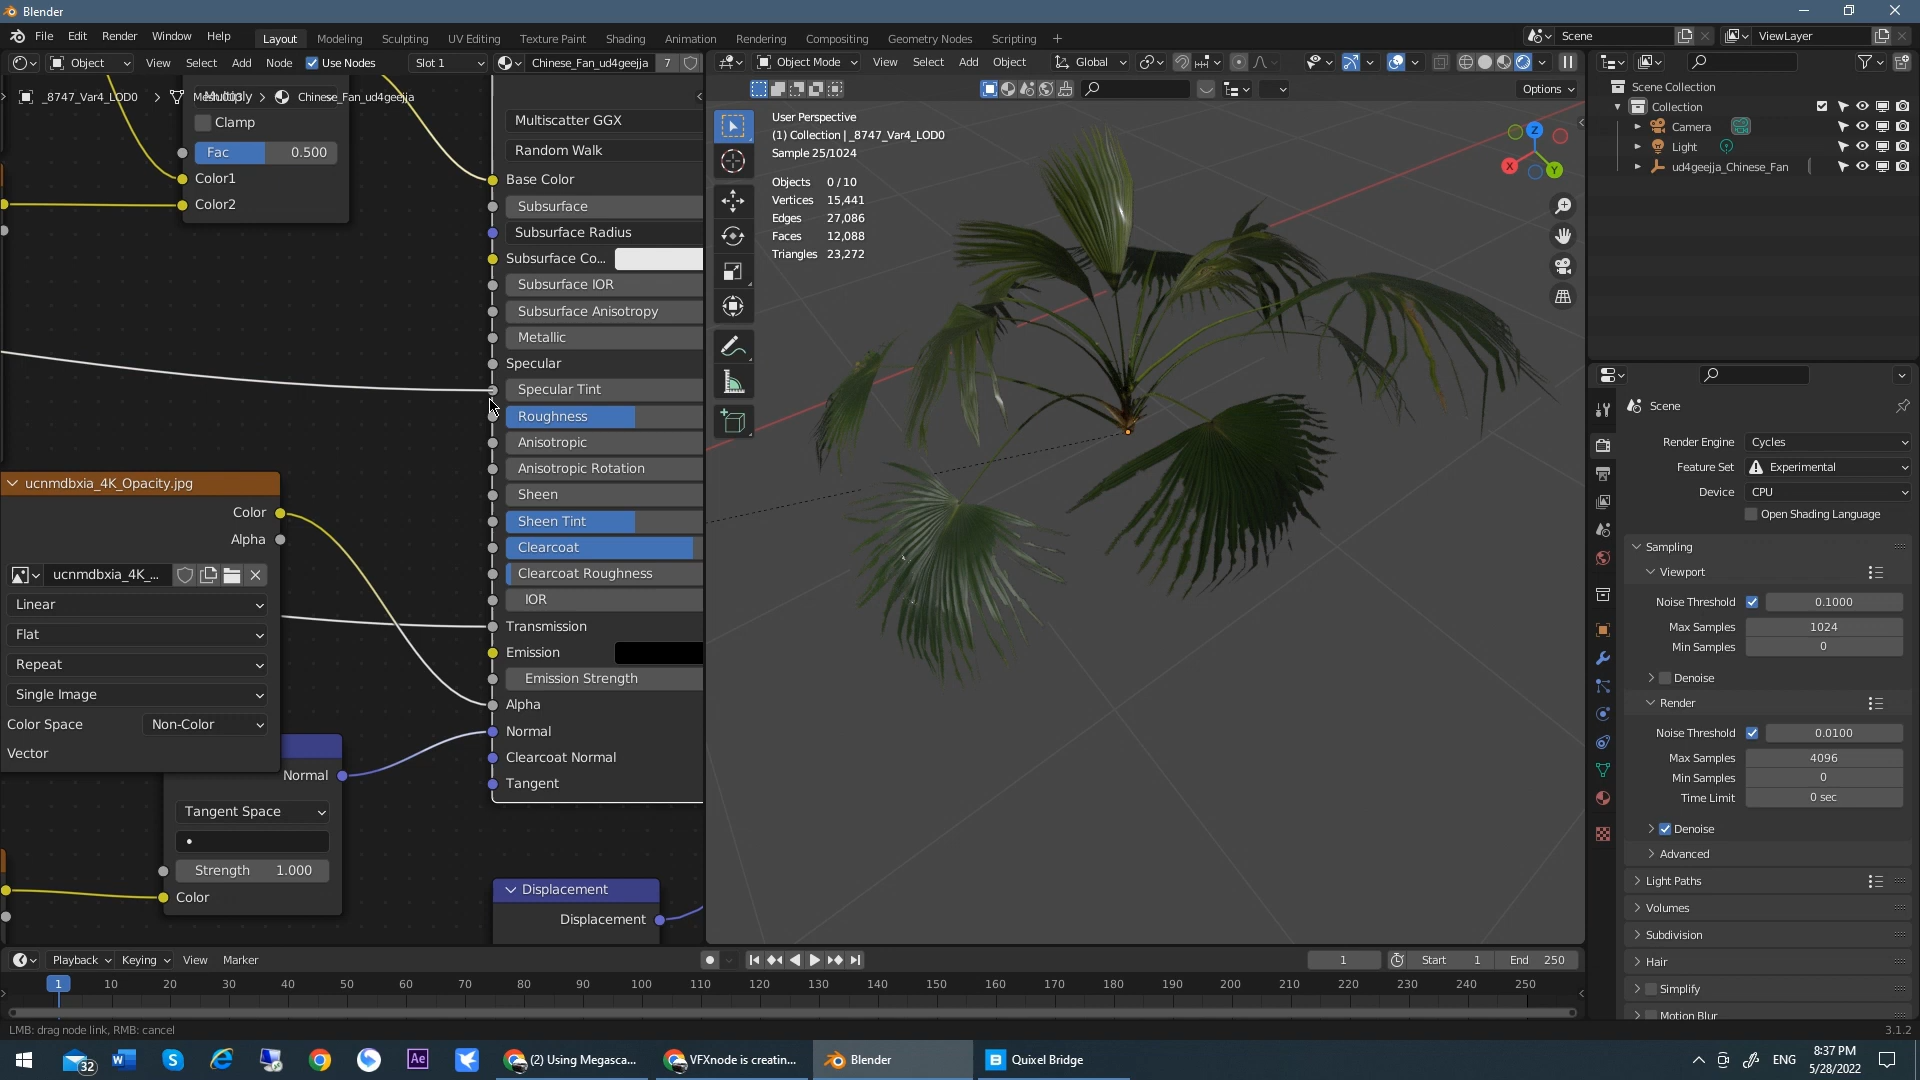 Blender
File Edit Render Window Help
Layout Modeling Sculpting UV Editing Texture Paint Shading Animation Rendering Compositing Geometry Nodes Scripting +
Scene
ViewLayer
Object View Select Add Node Use Nodes Slot 1 Chinese_Fan_ud4geejja 7
Object Mode View Select Add Object Global
Options
_8747_Var4_LOD0 > > Chinese_Fan_ud4geejja
Multiply
Clamp
Fac 0.500
Color1
Color2
Multiscatter GGX
Random Walk
Base Color
Subsurface
Subsurface Radius
Subsurface Co...
Subsurface IOR
Subsurface Anisotropy
Metallic
Specular
Specular Tint
Roughness
Anisotropic
Anisotropic Rotation
Sheen
Sheen Tint
Clearcoat
Clearcoat Roughness
IOR
Transmission
Emission
Emission Strength
Alpha
Normal
Clearcoat Normal
Tangent
ucnmdbxia_4K_Opacity.jpg
Color
Alpha
ucnmdbxia_4K_...
Linear
Flat
Repeat
Single Image
Color Space Non-Color
Vector
Normal
Tangent Space
Strength 1.000
Color
Displacement
Displacement
User Perspective
(1) Collection | _8747_Var4_LOD0
Sample 25/1024
Objects 0 / 10
Vertices 15,441
Edges 27,086
Faces 12,088
Triangles 23,272
Z
X
Y
Scene Collection
Collection
Camera
Light
ud4geejja_Chinese_Fan
Scene
Render Engine Cycles
Feature Set Experimental
Device CPU
Open Shading Language
Sampling
Viewport
Noise Threshold 0.1000
Max Samples 1024
Min Samples 0
Denoise
Render
Noise Threshold 0.0100
Max Samples 4096
Min Samples 0
Time Limit 0 sec
Denoise
Advanced
Light Paths
Volumes
Subdivision
Hair
Simplify
Motion Blur
Playback Keying View Marker
1 Start 1 End 250
1 10 20 30 40 50 60 70 80 90 100 110 120 130 140 150 160 170 180 190 200 210 220 230 240 250
LMB: drag node link, RMB: cancel
3.1.2
32
(2) Using Megasca...
VFXnode is creatin...
Blender
Quixel Bridge
ENG
8:37 PM
5/28/2022